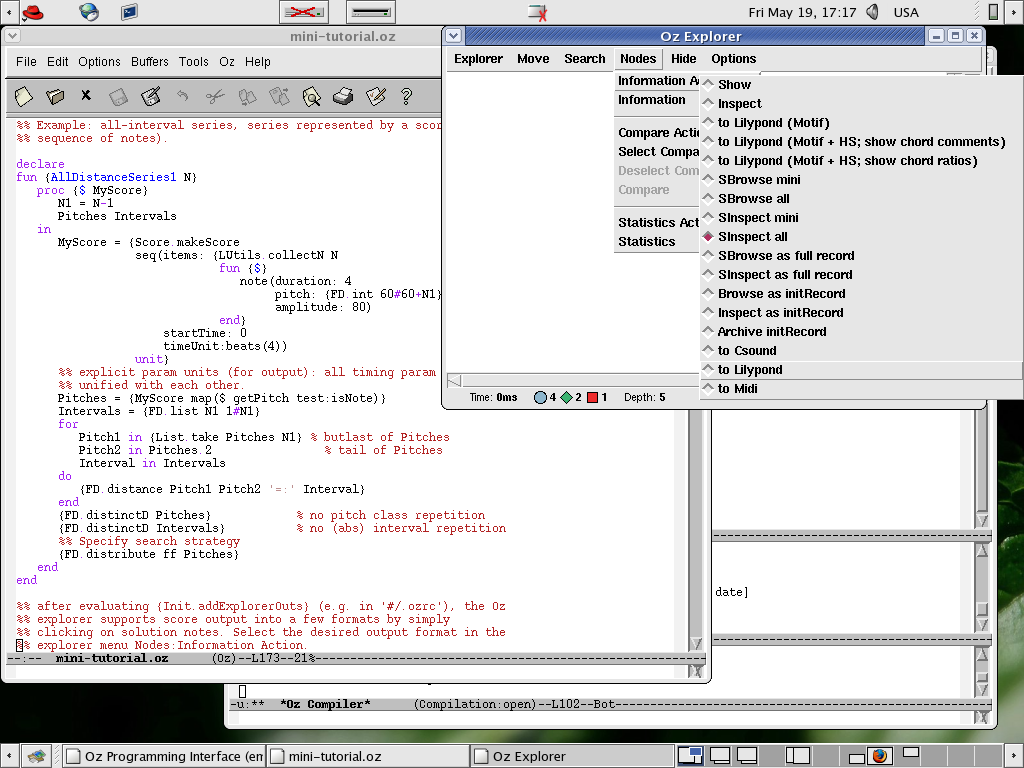 Fri May 19, 17:17 USA
mini-tutorial.oz
File Edit Options Buffers Tools Oz Help
%% Example: all-interval series, series represented by a scor
%% sequence of notes).
declare
fun {AllDistanceSeries1 N}
proc {$ MyScore}
N1 = N-1
Pitches Intervals
in
MyScore = {Score.makeScore
seq(items: {LUtils.collectN N
fun {$}
note(duration: 4
pitch: {FD.int 60#60+N1}
amplitude: 80)
end}
startTime: 0
timeUnit:beats(4))
unit}
%% explicit param units (for output): all timing param
%% unified with each other.
Pitches = {MyScore map($ getPitch test:isNote)}
Intervals = {FD.list N1 1#N1}
for
Pitch1 in {List.take Pitches N1} % butlast of Pitches
Pitch2 in Pitches.2 % tail of Pitches
Interval in Intervals
do
{FD.distance Pitch1 Pitch2 '=:' Interval}
end
{FD.distinctD Pitches} % no pitch class repetition
{FD.distinctD Intervals} % no (abs) interval repetition
%% Specify search strategy
{FD.distribute ff Pitches}
end
end
%% after evaluating {Init.addExplorerOuts} (e.g. in '#/.ozrc'), the Oz
%% explorer supports score output into a few formats by simply
%% clicking on solution notes. Select the desired output format in the
%% explorer menu Nodes:Information Action.
--:-- mini-tutorial.oz (Oz)--L173--21%
Oz Explorer
Explorer Move Search Nodes Hide Options
Information A
Information
Compare Actio
Select Compa
Deselect Com
Compare
Statistics Act
Statistics
Show
Inspect
to Lilypond (Motif)
to Lilypond (Motif + HS; show chord comments)
to Lilypond (Motif + HS; show chord ratios)
SBrowse mini
SBrowse all
SInspect mini
SInspect all
SBrowse as full record
SInspect as full record
Browse as initRecord
Inspect as initRecord
Archive initRecord
to Csound
to Lilypond
to Midi
Time: 0ms 4 2 1 Depth: 5
date]
-u:** *Oz Compiler* (Compilation:open)--L102--Bot
Oz Programming Interface (em
mini-tutorial.oz
Oz Explorer